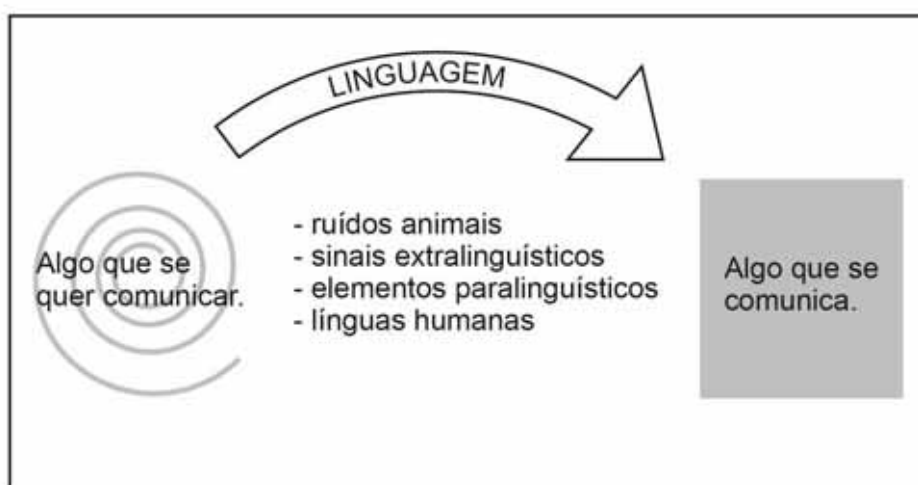 LINGUAGEM
Algo que se
quer comunicar.
- ruídos animais
- sinais extralinguísticos
- elementos paralinguísticos
- línguas humanas
Algo que se
comunica.